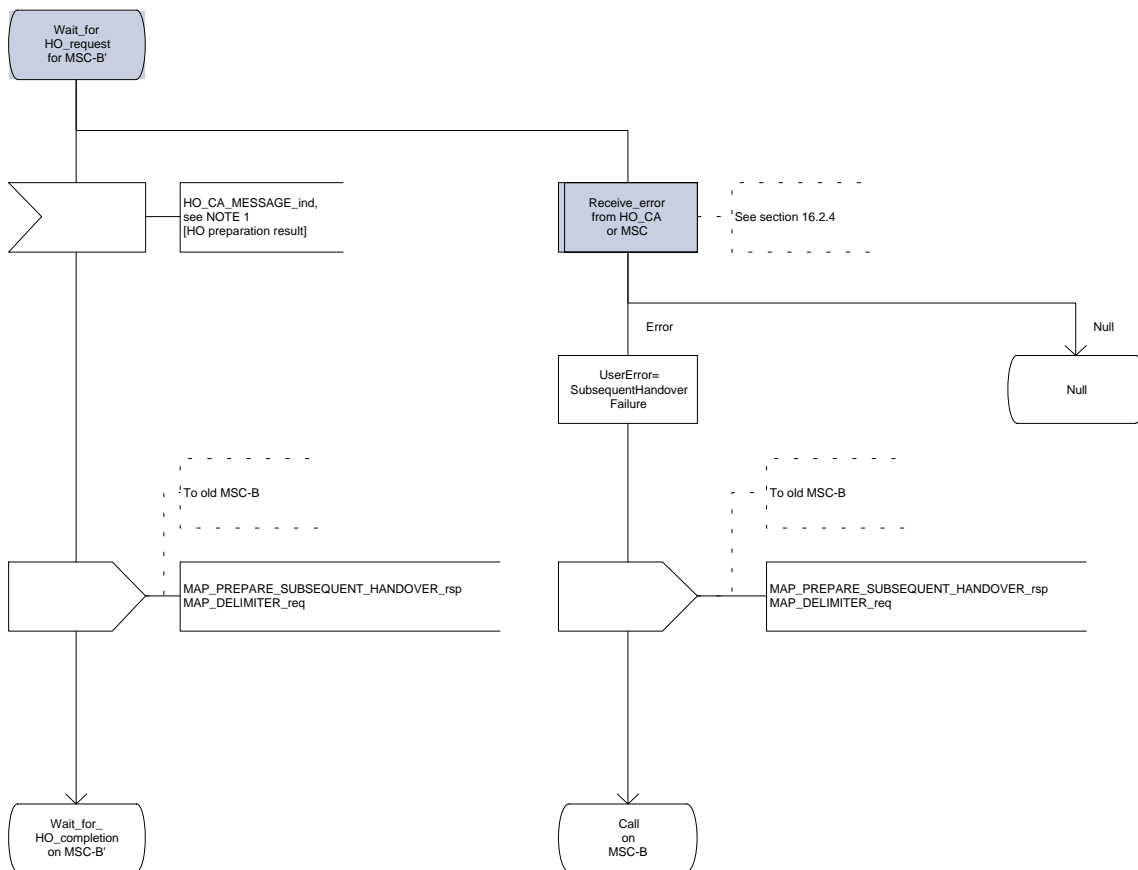 Wait_for
HO_request
for MSC-B'
HO_CA_MESSAGE_ind,
see NOTE 1
[HO preparation result]
Receive_error
from HO_CA
or MSC
See section 16.2.4
Error
Null
UserError=
SubsequentHandover
Failure
Null
To old MSC-B
To old MSC-B
MAP_PREPARE_SUBSEQUENT_HANDOVER_rsp
MAP_DELIMITER_req
MAP_PREPARE_SUBSEQUENT_HANDOVER_rsp
MAP_DELIMITER_req
Wait_for_
HO_completion
on MSC-B'
Call
on
MSC-B